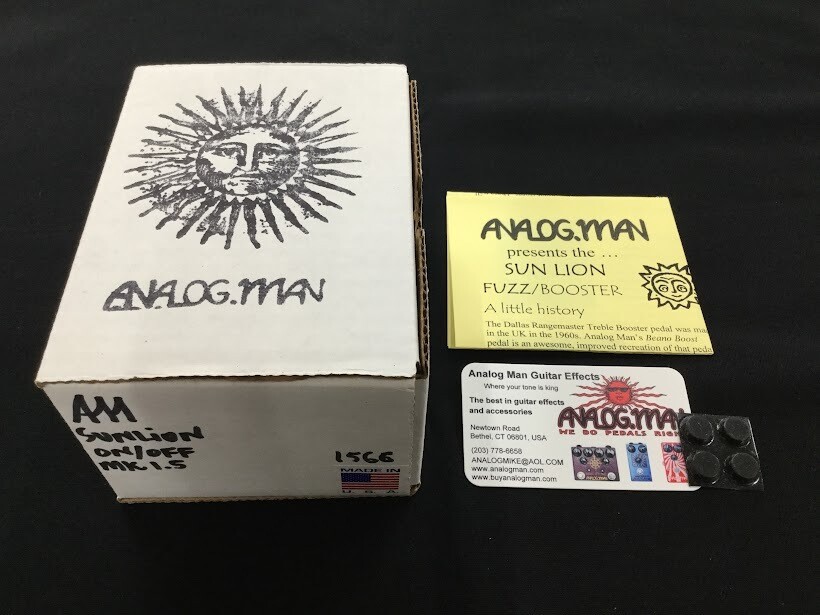 ANALOG.MAN
AM
SUNLION
ON/OFF
MK 1.5
1566
MADE IN
U. S. A
ANALOG.MAN
presents the ...
SUN LION
FUZZ/BOOSTER
A little history
The Dallas Rangemaster Treble Booster pedal was ma
in the UK in the 1960s. Analog Man's Beano Boost
pedal is an awesome, improved recreation of that peda
Analog Man Guitar Effects
Where your tone is king
The best in guitar effects
and accessories
ANALOG.MAN
WE DO PEDALS RIGH
Newtown Road
Bethel, CT 06801, USA
(203) 778-6658
ANALOGMIKE@AOL.COM
www.analogman.com
www.buyanalogman.com